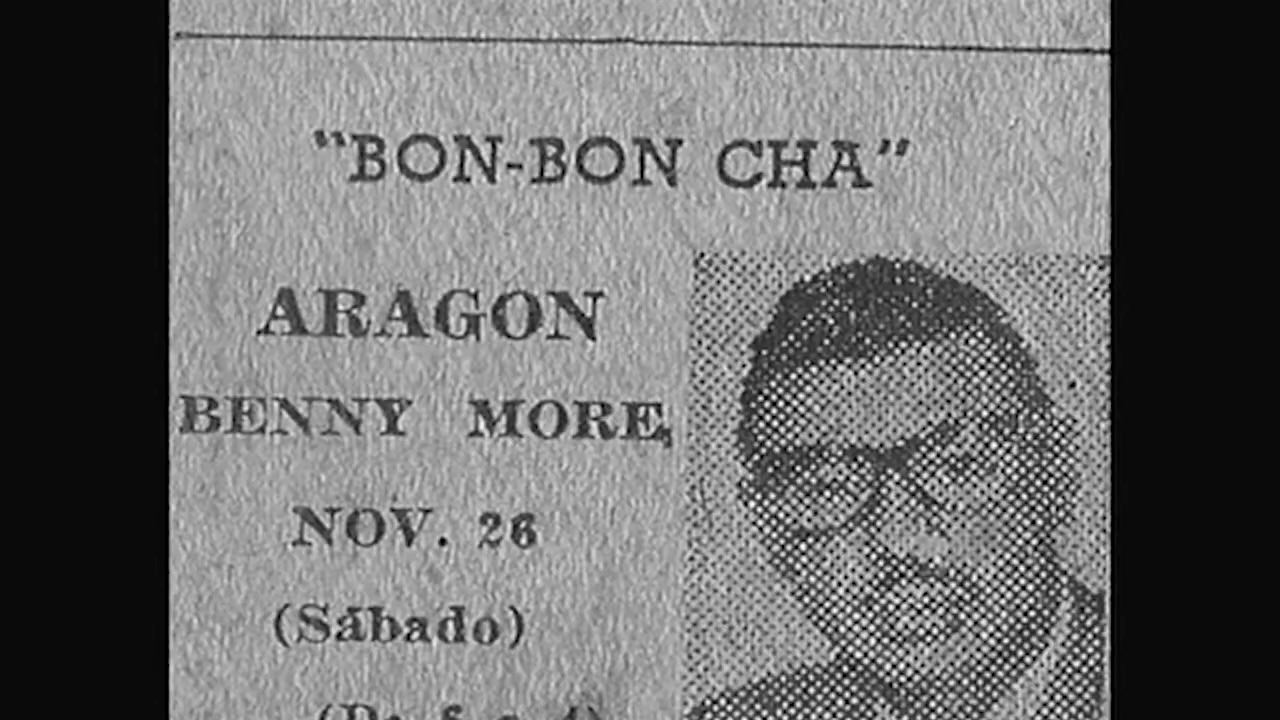 "BON-BON CHA"
ARAGON
BENNY MORE,
NOV. 26
(Sábado)